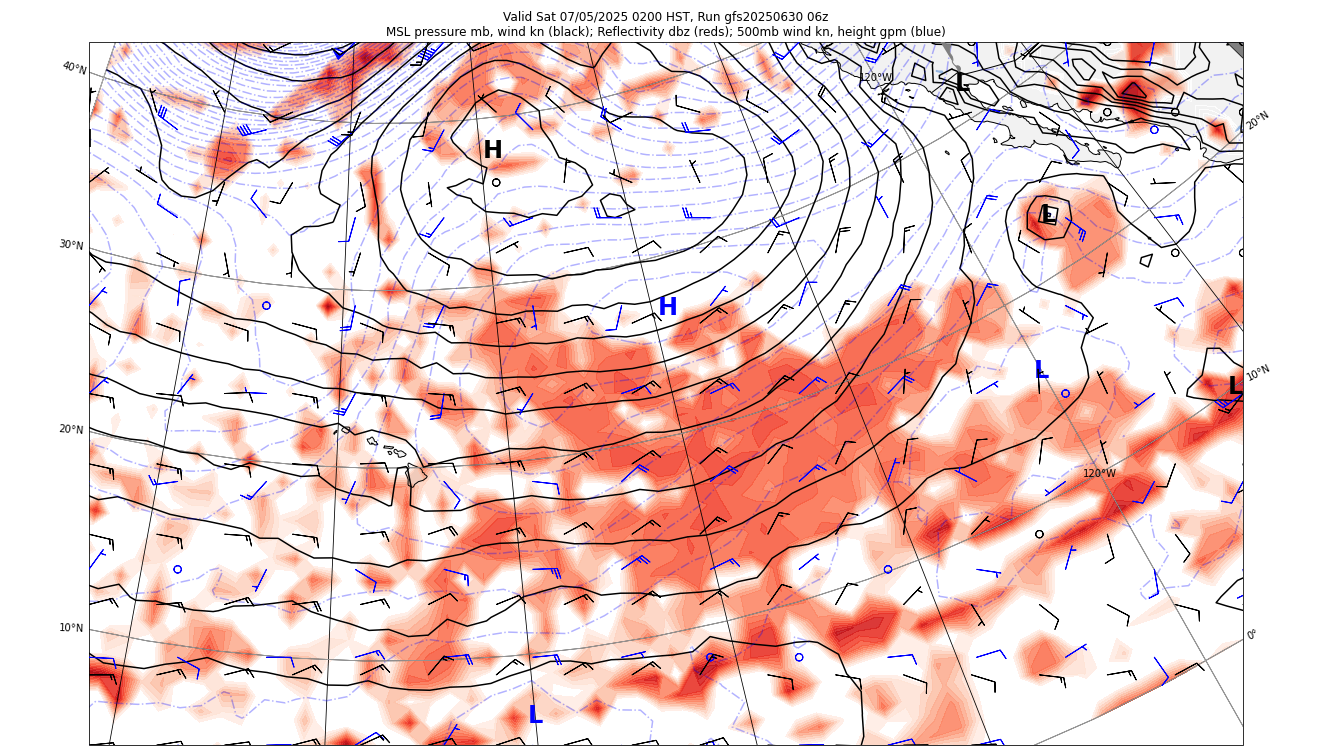 Valid Sat 07/05/2025 0200 HST, Run gfs20250630 06z
MSL pressure mb, wind kn (black); Reflectivity dbz (reds); 500mb wind kn, height gpm (blue)
40°N
120°W
L
20°N
H
L
30°N
H
L
10°N
L
20°N
120°W
10°N
0°
L